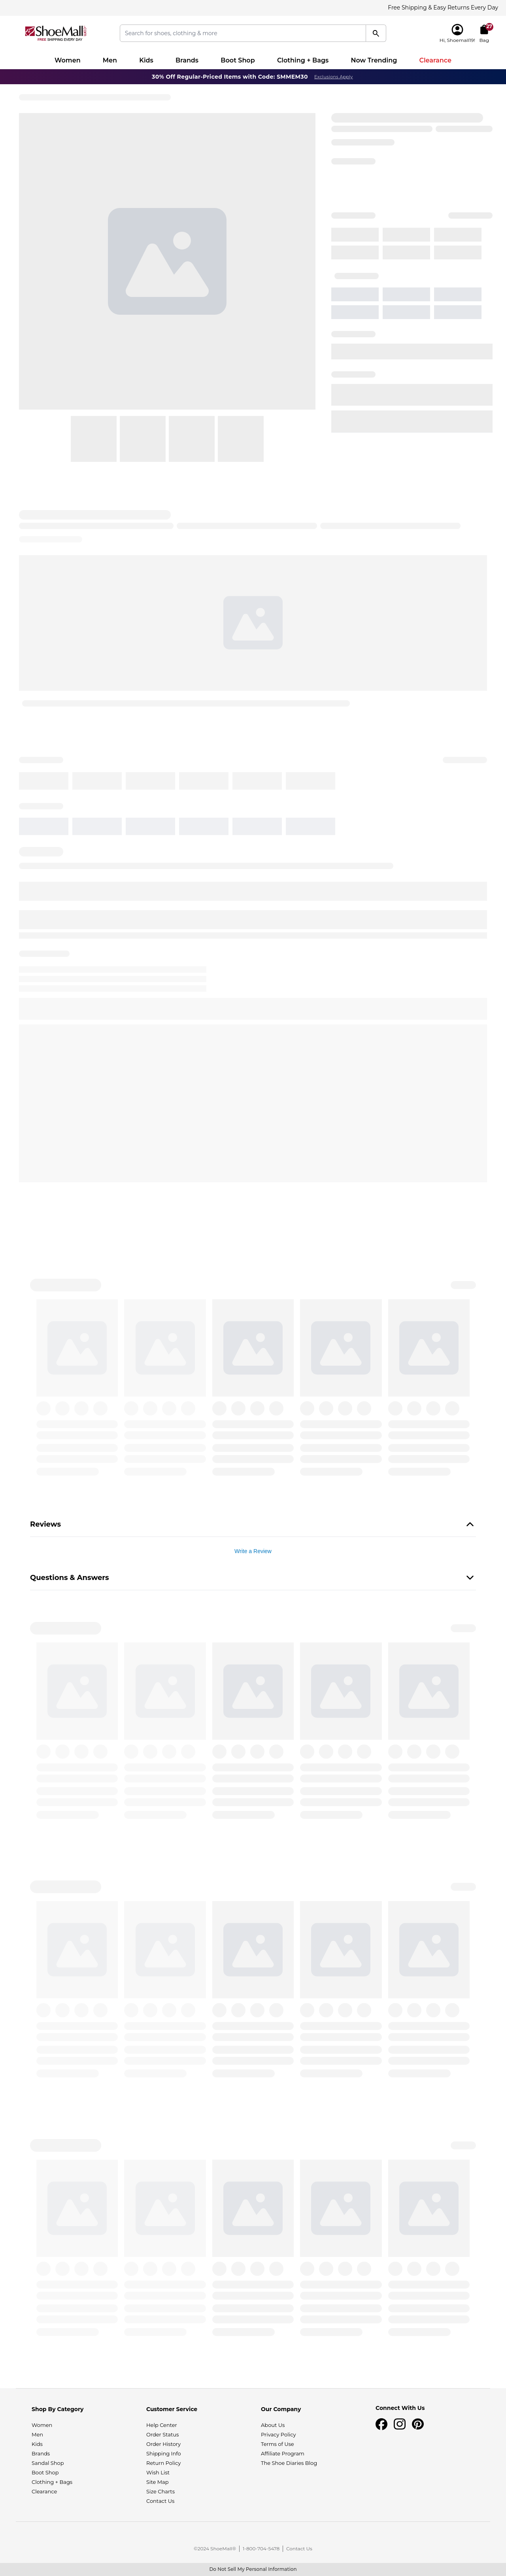 Free Shipping & Easy Returns Every Day
ShoeMall
FREE SHIPPING EVERY DAY
Search for shoes, clothing & more
Hi, Shoemall19!
Bag
Women Men Kids Brands Boot Shop Clothing + Bags Now Trending Clearance
30% Off Regular-Priced Items with Code: SMMEM30 Exclusions Apply.
Reviews
Write a Review
Questions & Answers
Shop By Category
Women
Men
Kids
Brands
Sandal Shop
Boot Shop
Clothing + Bags
Clearance
Customer Service
Help Center
Order Status
Order History
Shipping Info
Return Policy
Wish List
Site Map
Size Charts
Contact Us
Our Company
About Us
Privacy Policy
Terms of Use
Affiliate Program
The Shoe Diaries Blog
Connect With Us
©2024 ShoeMall® 1-800-704-5478 Contact Us
Do Not Sell My Personal Information